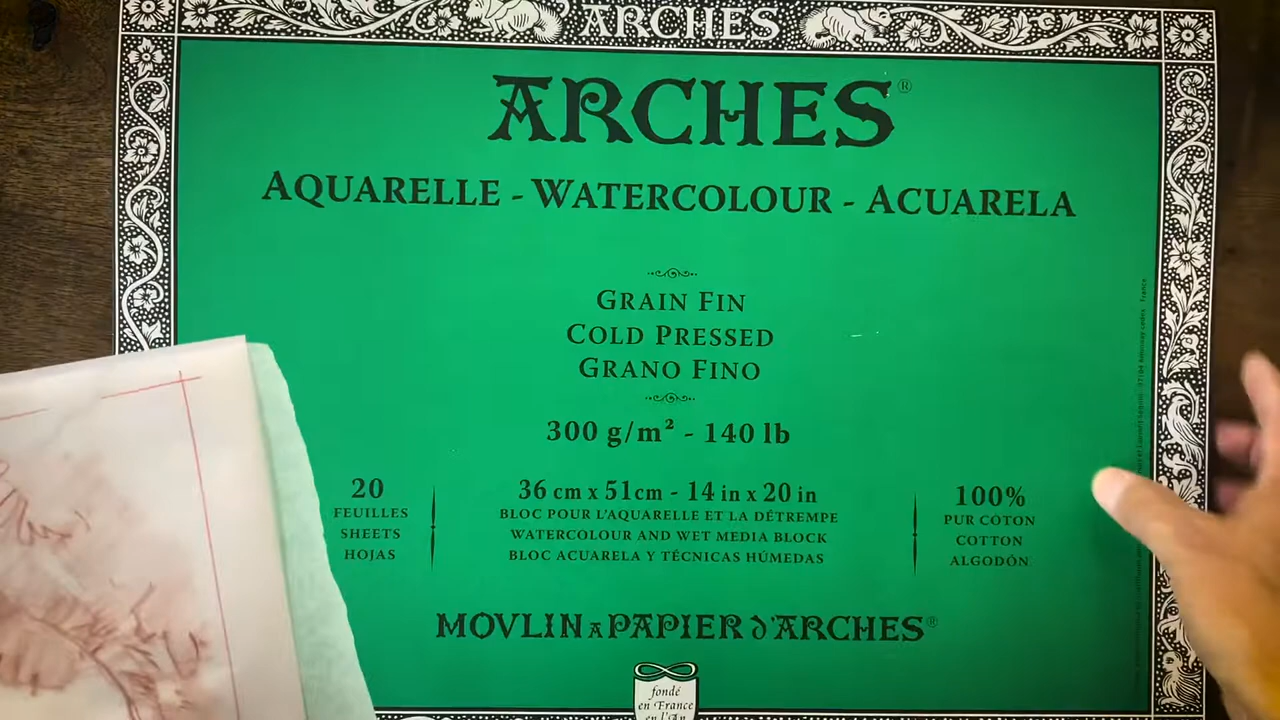 ARCHES
ARCHES®
AQUARELLE - WATERCOLOUR - ACUARELA
GRAIN FIN
COLD PRESSED
GRANO FINO
300 g/m² - 140 lb
20
FEUILLES
SHEETS
HOJAS
36 cm x 51cm - 14 in x 20 in
BLOC POUR L'AQUARELLE ET LA DÉTREMPE
WATERCOLOUR AND WET MEDIA BLOCK
BLOC ACUARELA Y TÉCNICAS HÚMEDAS
100%
PUR COTON
COTTON
ALGODÓN
MOVLIN A PAPIER D'ARCHES®
fondé
en France
en l'An